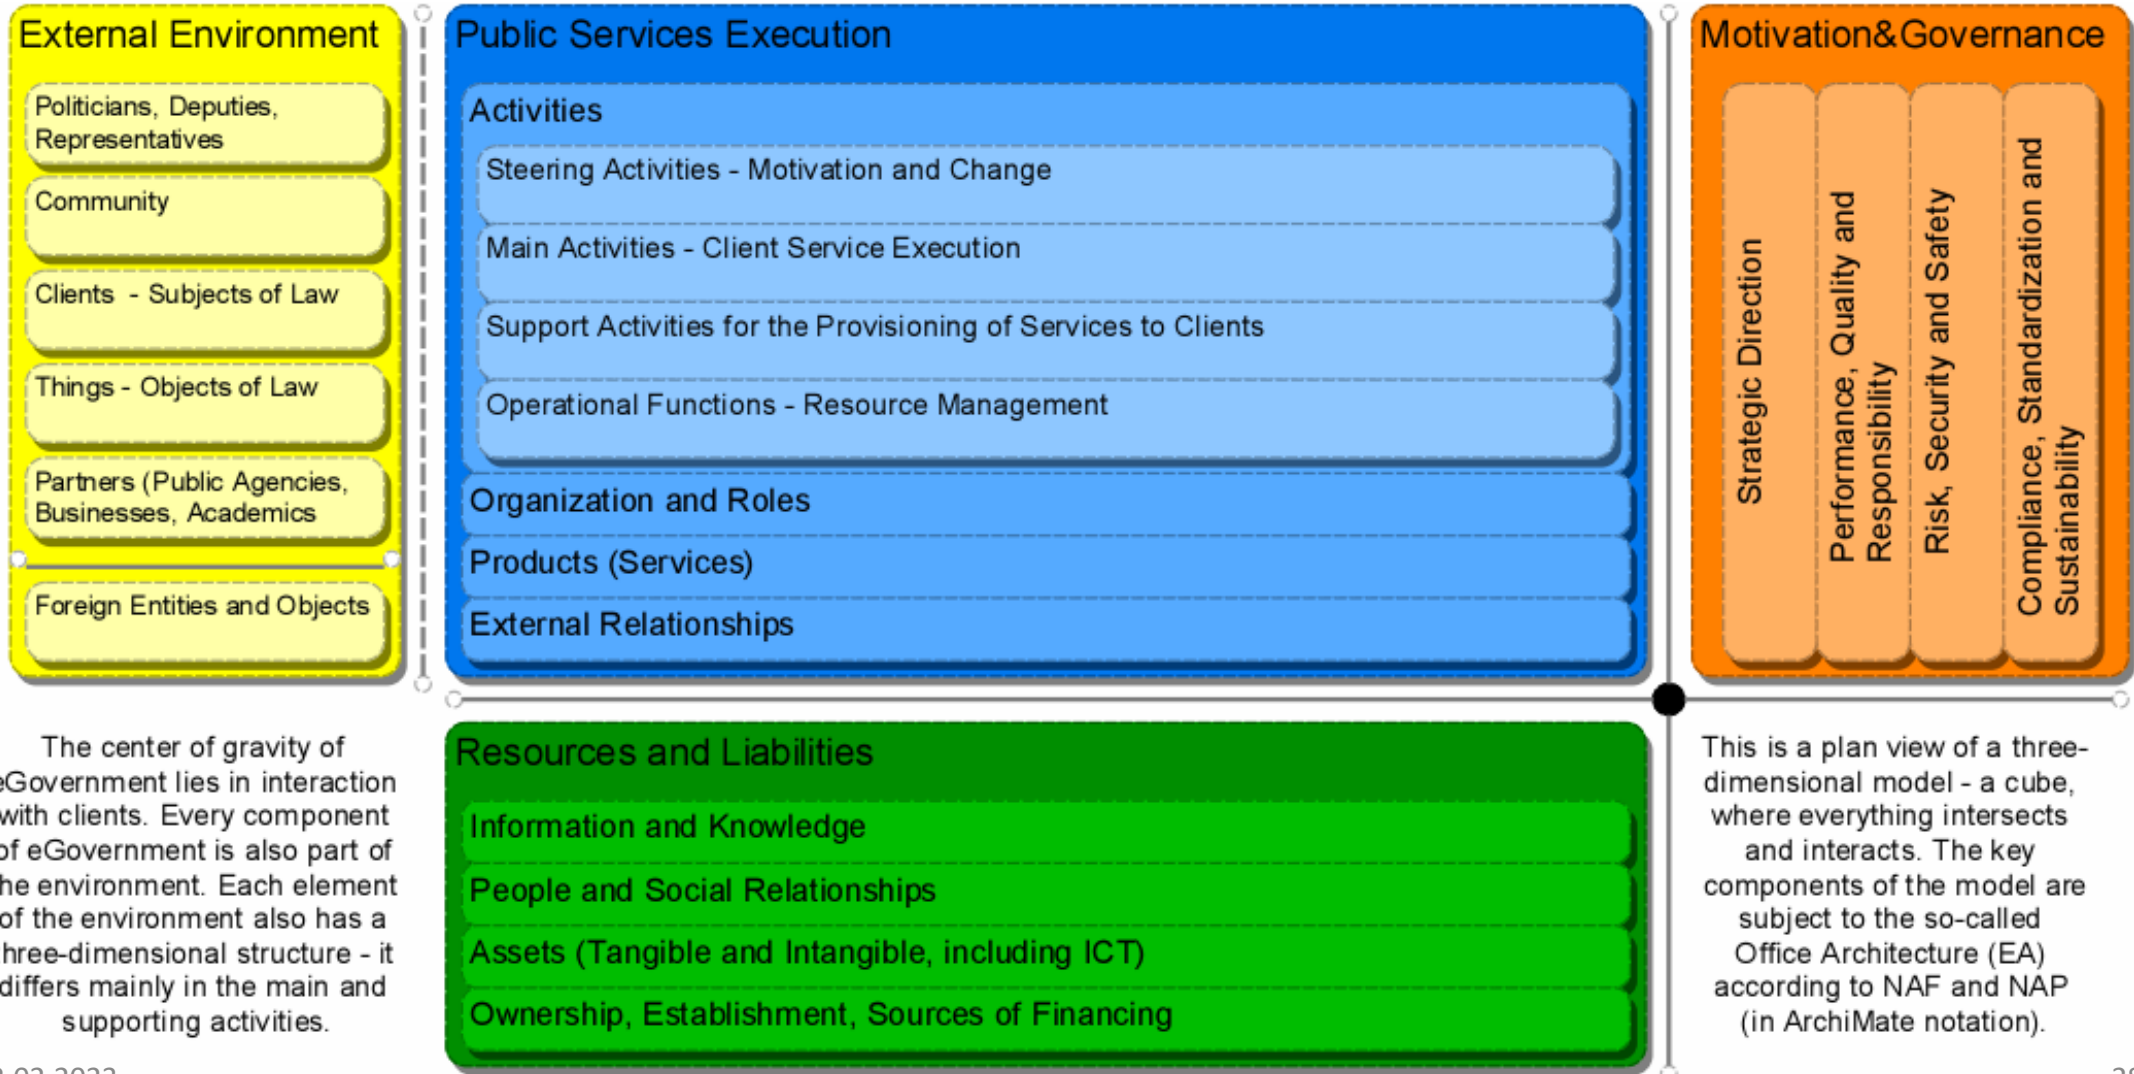 External Environment
Politicians, Deputies,
Representatives
Community
Clients - Subjects of Law
Things - Objects of Law
Partners (Public Agencies,
Businesses, Academics
Foreign Entities and Objects
Public Services Execution
Activities
Steering Activities - Motivation and Change
Main Activities - Client Service Execution
Support Activities for the Provisioning of Services to Clients
Operational Functions - Resource Management
Organization and Roles
Products (Services)
External Relationships
Motivation&Governance
Strategic Direction
Performance, Quality and
Responsibility
Risk, Security and Safety
Compliance, Standardization and
Sustainability
The center of gravity of
eGovernment lies in interaction
with clients. Every component
of eGovernment is also part of
he environment. Each element
of the environment also has a
hree-dimensional structure - it
differs mainly in the main and
supporting activities.
Resources and Liabilities
Information and Knowledge
People and Social Relationships
Assets (Tangible and Intangible, including ICT)
Ownership, Establishment, Sources of Financing
This is a plan view of a three-
dimensional model - a cube,
where everything intersects
and interacts. The key
components of the model are
subject to the so-called
Office Architecture (EA)
according to NAF and NAP
(in ArchiMate notation).